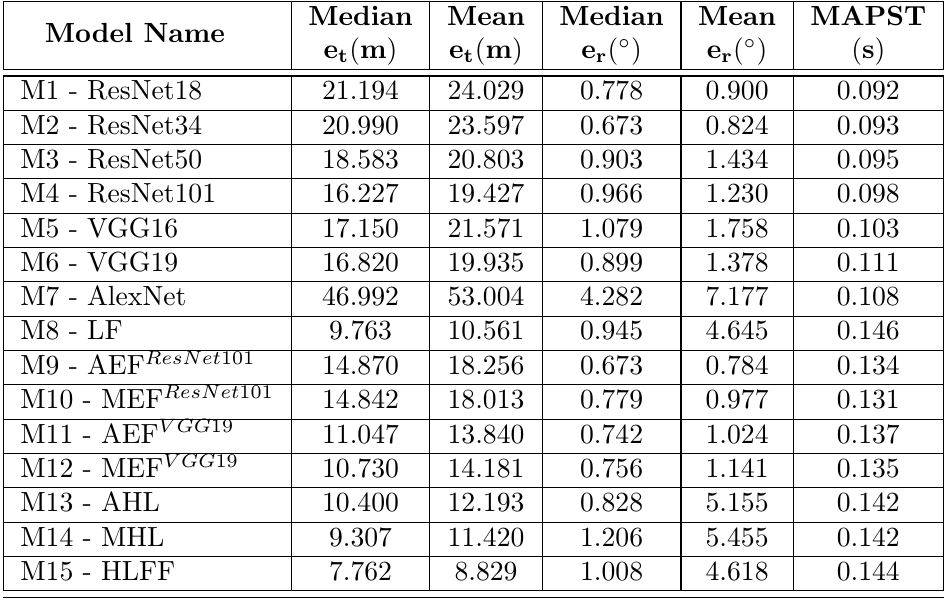 Model Name Median e_t(m) Mean e_t(m) Median e_r(°) Mean e_r(°) MAPST (s)
M1 - ResNet18 21.194 24.029 0.778 0.900 0.092
M2 - ResNet34 20.990 23.597 0.673 0.824 0.093
M3 - ResNet50 18.583 20.803 0.903 1.434 0.095
M4 - ResNet101 16.227 19.427 0.966 1.230 0.098
M5 - VGG16 17.150 21.571 1.079 1.758 0.103
M6 - VGG19 16.820 19.935 0.899 1.378 0.111
M7 - AlexNet 46.992 53.004 4.282 7.177 0.108
M8 - LF 9.763 10.561 0.945 4.645 0.146
M9 - AEF^ResNet101 14.870 18.256 0.673 0.784 0.134
M10 - MEF^ResNet101 14.842 18.013 0.779 0.977 0.131
M11 - AEF^VGG19 11.047 13.840 0.742 1.024 0.137
M12 - MEF^VGG19 10.730 14.181 0.756 1.141 0.135
M13 - AHL 10.400 12.193 0.828 5.155 0.142
M14 - MHL 9.307 11.420 1.206 5.455 0.142
M15 - HLFF 7.762 8.829 1.008 4.618 0.144